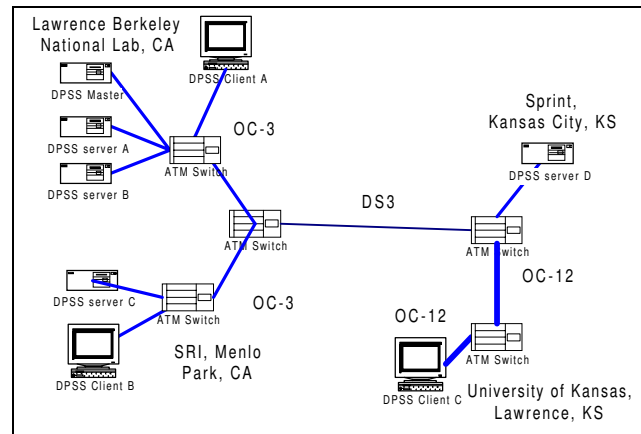 Lawrence Berkeley
National Lab, CA
DPSS Client A
DPSS Master
OC-3
DPSS server A
ATM Switch
DPSS server B
Sprint,
Kansas City, KS
DPSS server D
DS3
ATM Switch
ATM Switch
DPSS server C
OC-3
ATM Switch
OC-12
OC-12
SRI, Menlo
Park, CA
DPSS Client B
ATM Switch
DPSS Client C
University of Kansas,
Lawrence, KS